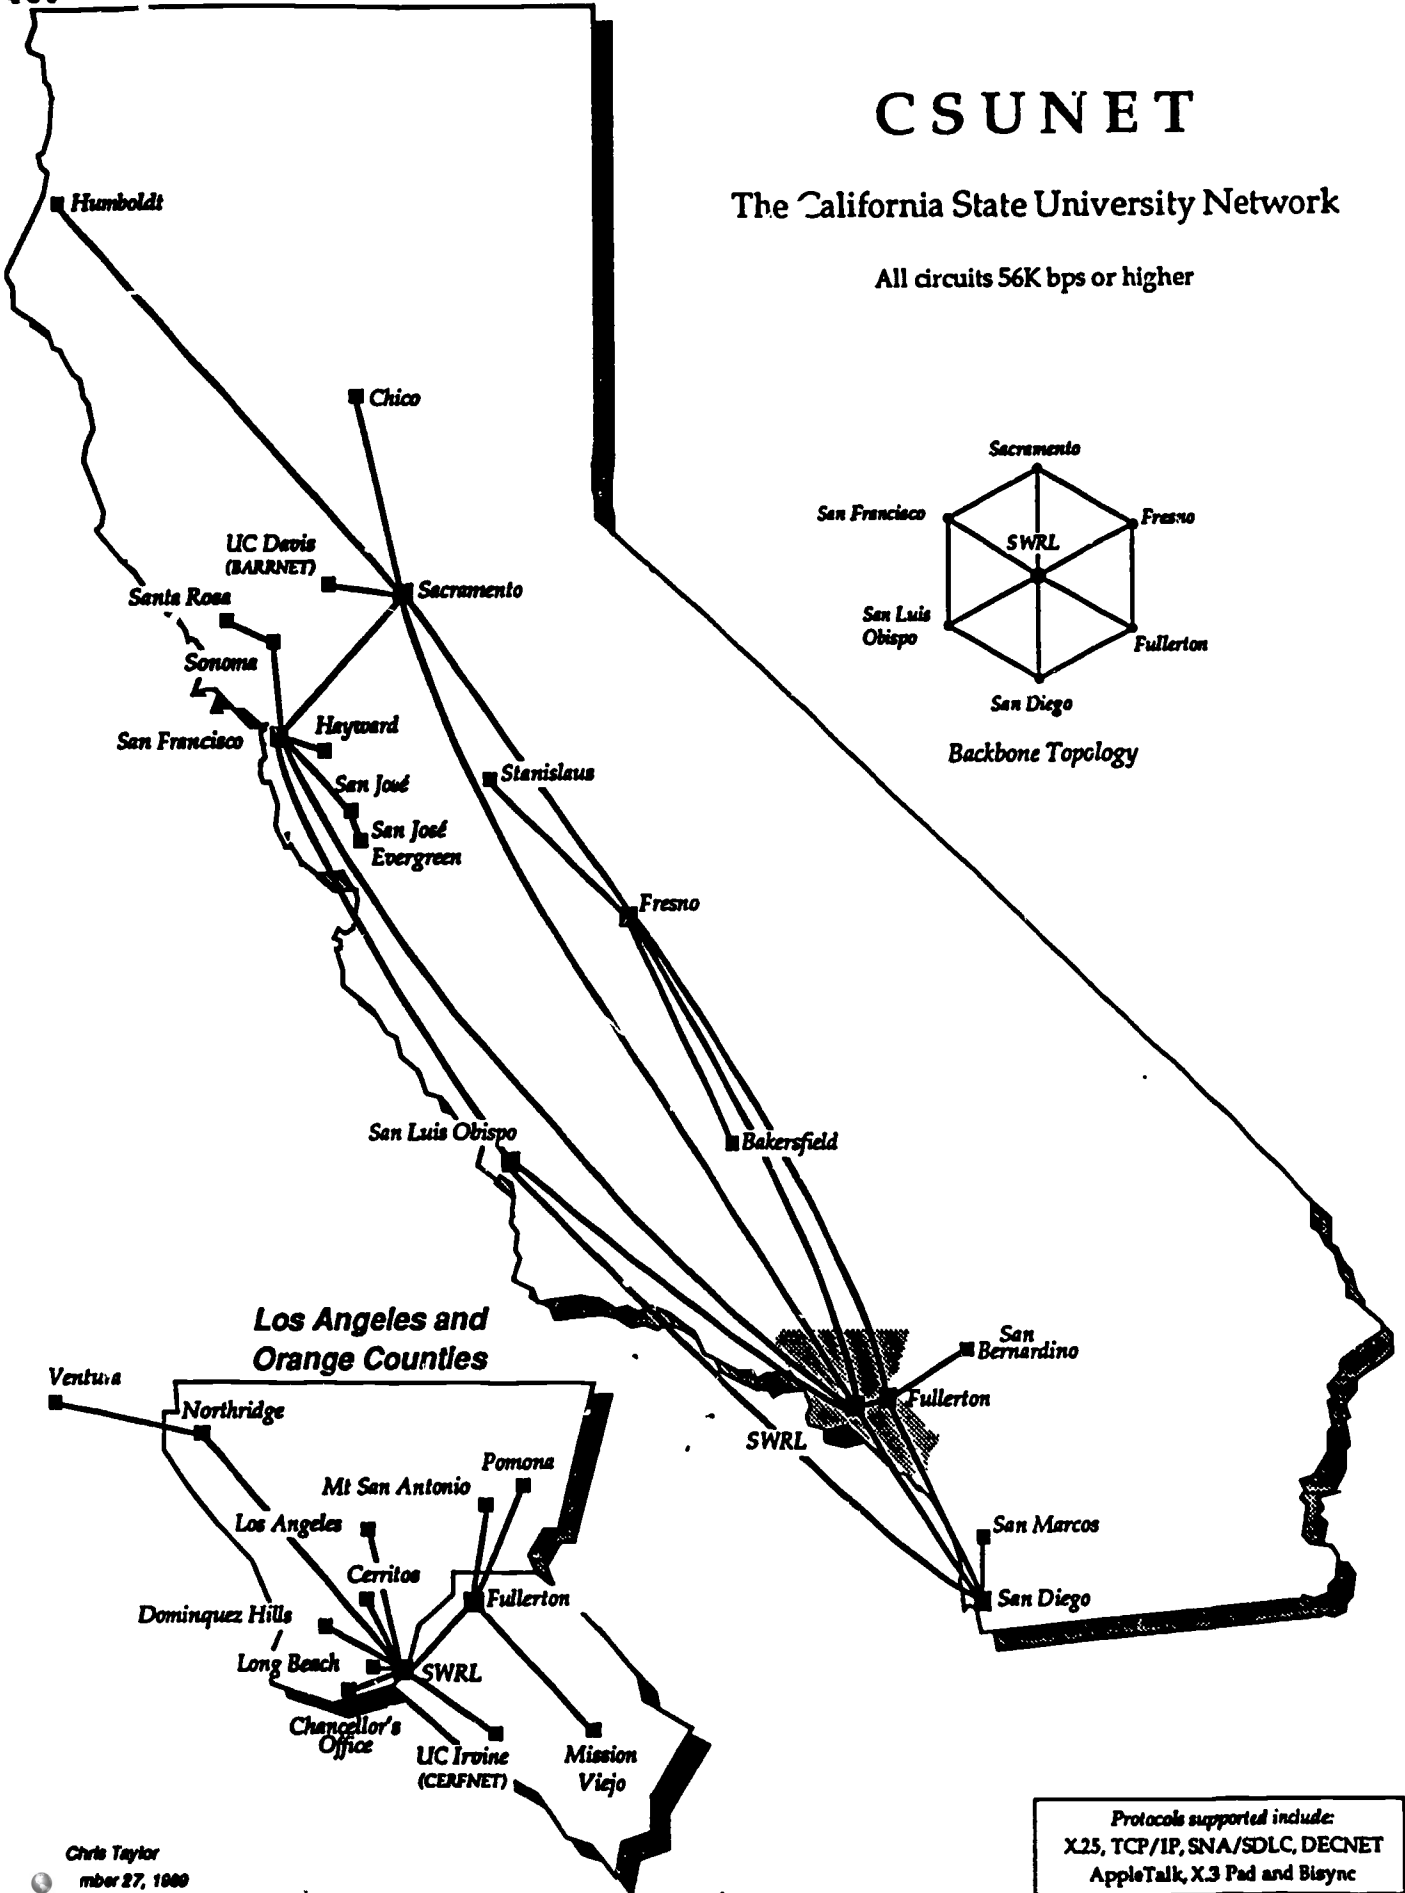 CSUNET
The California State University Network
All circuits 56K bps or higher
Humboldt
Chico
UC Davis
(BARRNET)
Sacramento
Santa Rosa
Sonoma
San Francisco
Hayward
San José
San José
Evergreen
Stanislaus
Fresno
San Luis Obispo
Bakersfield
Sacramento
San Francisco
Fresno
SWRL
San Luis
Obispo
Fullerton
San Diego
Backbone Topology
San
Bernardino
Fullerton
SWRL
San Marcos
San Diego
Los Angeles and
Orange Counties
Ventura
Northridge
Pomona
Mt San Antonio
Los Angeles
Cerritos
Fullerton
Dominquez Hills
Long Beach
SWRL
Chancellor's
Office
UC Irvine
(CERFNET)
Mission
Viejo
Chris Taylor
mber 27, 1989
Protocols supported include:
X.25, TCP/IP, SNA/SDLC, DECNET
AppleTalk, X.3 Pad and Bisync